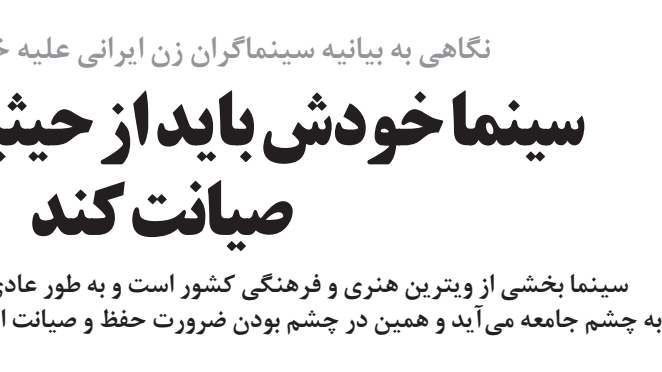 نگاهی به بیانیه سینماگران زن ایرانی علیه
سینما خودش باید از
صیانت کند
سینما بخشی از ویترین هنری و فرهنگی کشور است و به طور
به چشم جامعه می‌آید و همین در چشم بودن ضرورت حفظ و صیانت